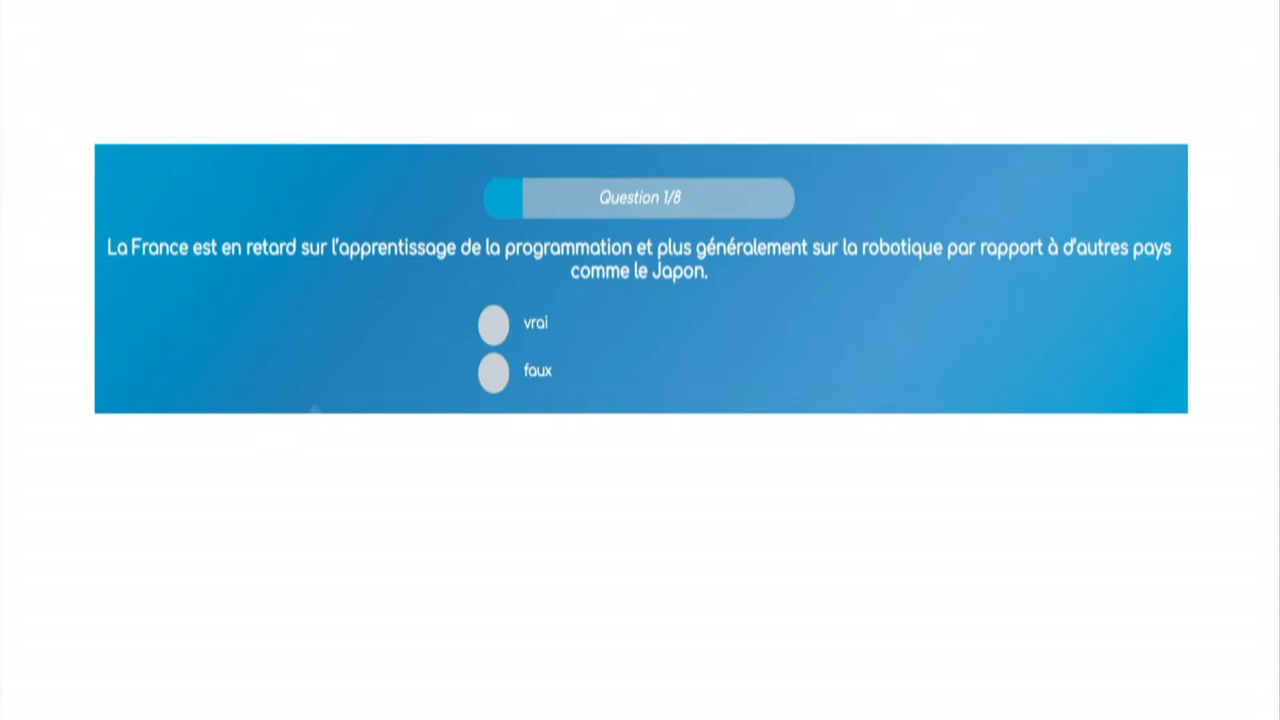 Question 1/8
La France est en retard sur l'apprentissage de la programmation et plus généralement sur la robotique par rapport à d'autres pays
comme le Japon.
vrai
faux